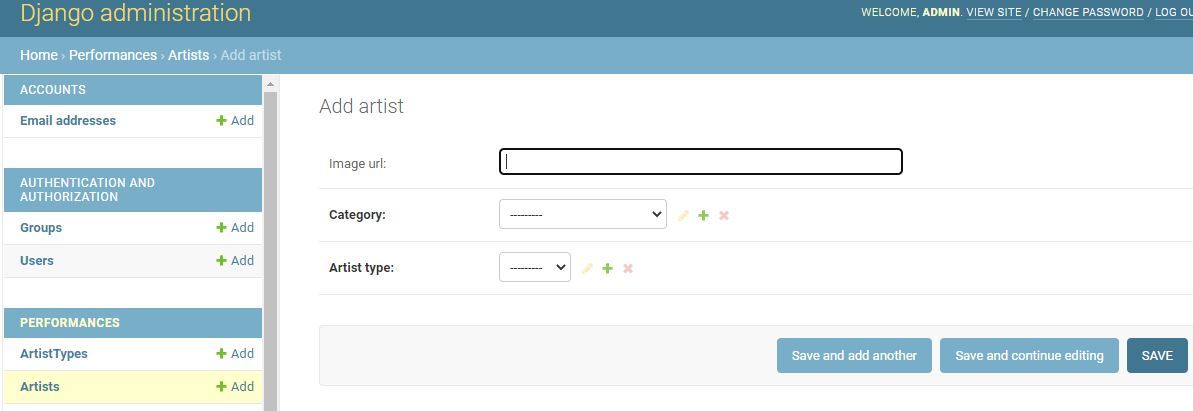 Django administration
WELCOME, ADMIN. VIEW SITE / CHANGE PASSWORD / LOG OU
Home › Performances › Artists › Add artist
ACCOUNTS
Email addresses + Add
AUTHENTICATION AND
AUTHORIZATION
Groups + Add
Users + Add
PERFORMANCES
ArtistTypes + Add
Artists + Add
Add artist
Image url:
Category: ---------
Artist type: ---------
Save and add another
Save and continue editing
SAVE